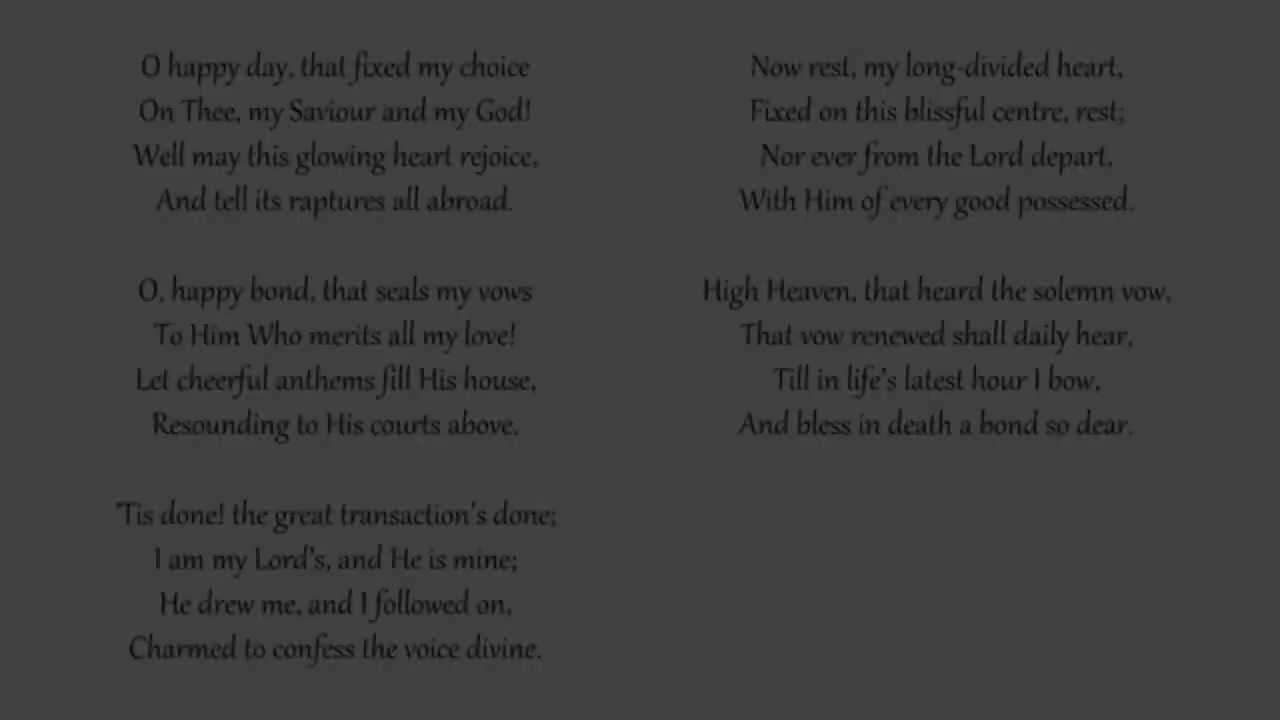 O happy day, that fixed my choice
On Thee, my Saviour and my God!
Well may this glowing heart rejoice,
And tell its raptures all abroad.
O, happy bond, that seals my vows
To Him Who merits all my love!
Let cheerful anthems fill His house,
Resounding to His courts above.
'Tis done! the great transaction's done;
I am my Lord's, and He is mine;
He drew me, and I followed on,
Charmed to confess the voice divine.
Now rest, my long-divided heart,
Fixed on this blissful centre, rest;
Nor ever from the Lord depart,
With Him of every good possessed.
High Heaven, that heard the solemn vow,
That vow renewed shall daily hear,
Till in life's latest hour I bow,
And bless in death a bond so dear.